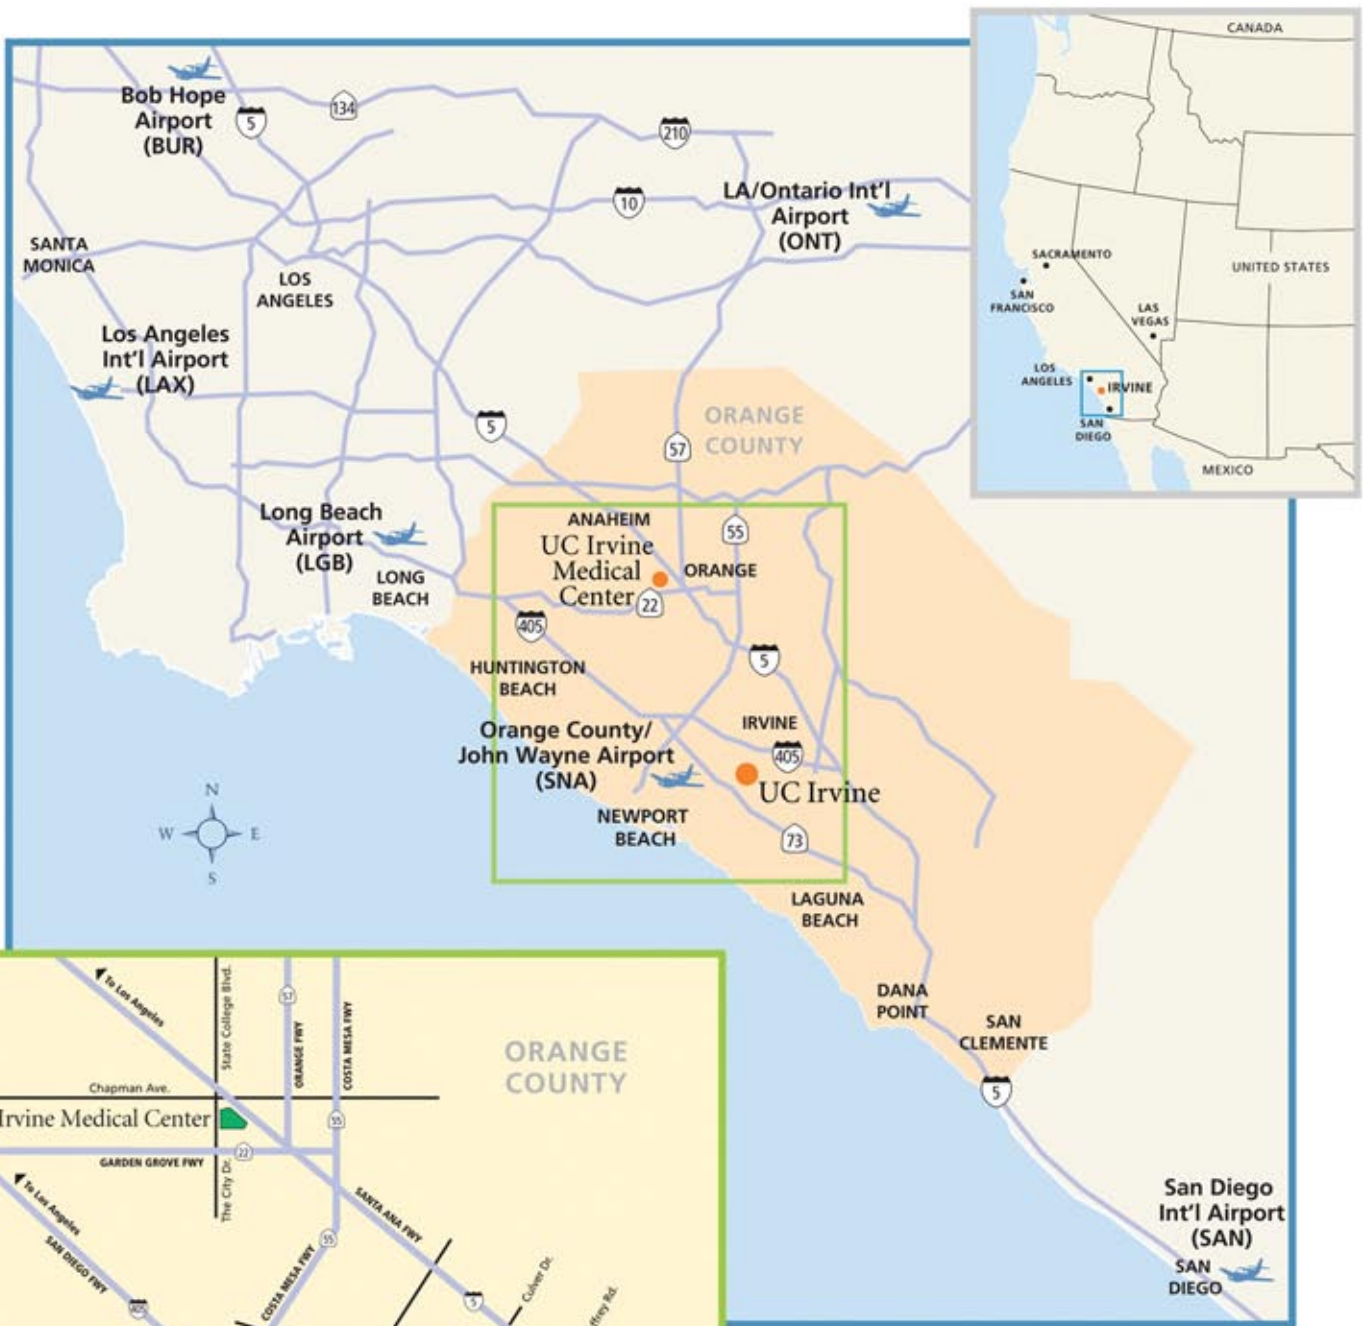 CANADA
SACRAMENTO
SAN
FRANCISCO
UNITED STATES
LAS
VEGAS
LOS
ANGELES
IRVINE
SAN
DIEGO
MEXICO
Bob Hope
Airport
(BUR)
5
134
210
10
LA/Ontario Int'l
Airport
(ONT)
SANTA
MONICA
LOS
ANGELES
Los Angeles
Int'l Airport
(LAX)
5
57
ORANGE
COUNTY
Long Beach
Airport
(LGB)
LONG
BEACH
ANAHEIM
UC Irvine
Medical
Center
ORANGE
55
22
405
HUNTINGTON
BEACH
5
Orange County/
John Wayne Airport
(SNA)
IRVINE
405
UC Irvine
NEWPORT
BEACH
73
N
W E
S
LAGUNA
BEACH
DANA
POINT
SAN
CLEMENTE
5
San Diego
Int'l Airport
(SAN)
SAN
DIEGO
To Los Angeles
State College Blvd.
57
ORANGE FWY
COSTA MESA FWY
ORANGE
COUNTY
Chapman Ave.
Irvine Medical Center
55
22
GARDEN GROVE FWY
The City Dr.
To Los Angeles
SAN DIEGO FWY
405
SANTA ANA FWY
55
COSTA MESA FWY
5
Culver Dr.
ffrey Rd.